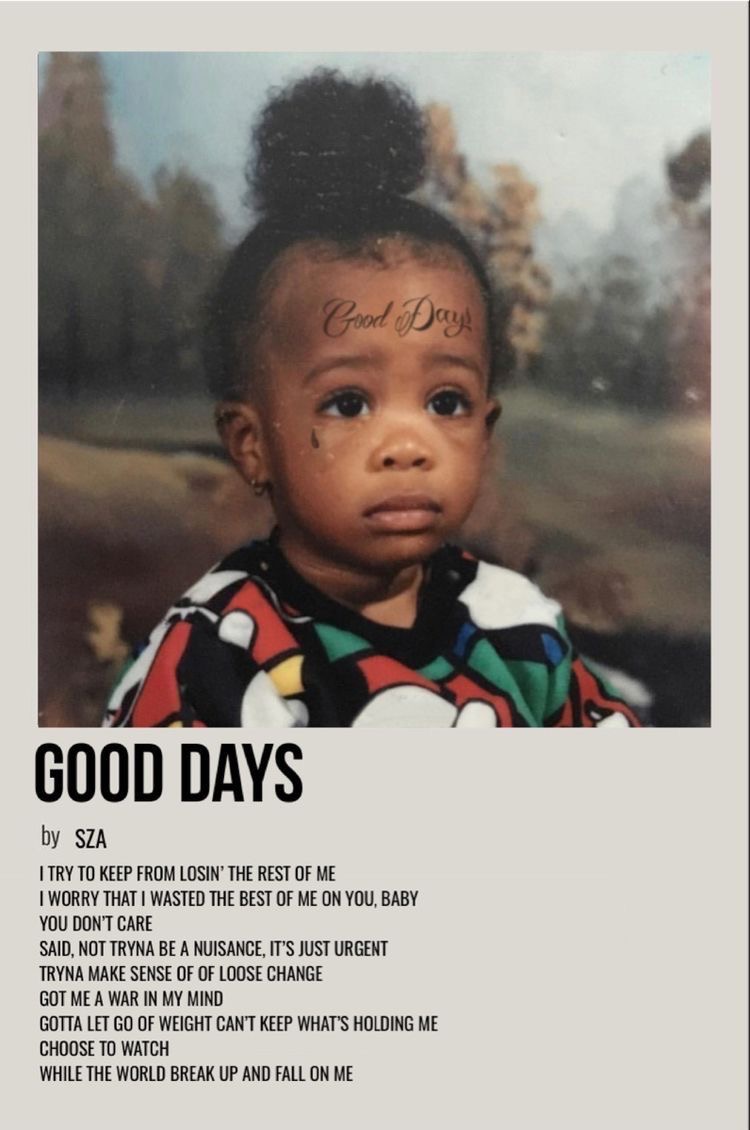 Good Days
GOOD DAYS
by SZA
I TRY TO KEEP FROM LOSIN' THE REST OF ME
I WORRY THAT I WASTED THE BEST OF ME ON YOU, BABY
YOU DON'T CARE
SAID, NOT TRYNA BE A NUISANCE, IT'S JUST URGENT
TRYNA MAKE SENSE OF OF LOOSE CHANGE
GOT ME A WAR IN MY MIND
GOTTA LET GO OF WEIGHT CAN'T KEEP WHAT'S HOLDING ME
CHOOSE TO WATCH
WHILE THE WORLD BREAK UP AND FALL ON ME